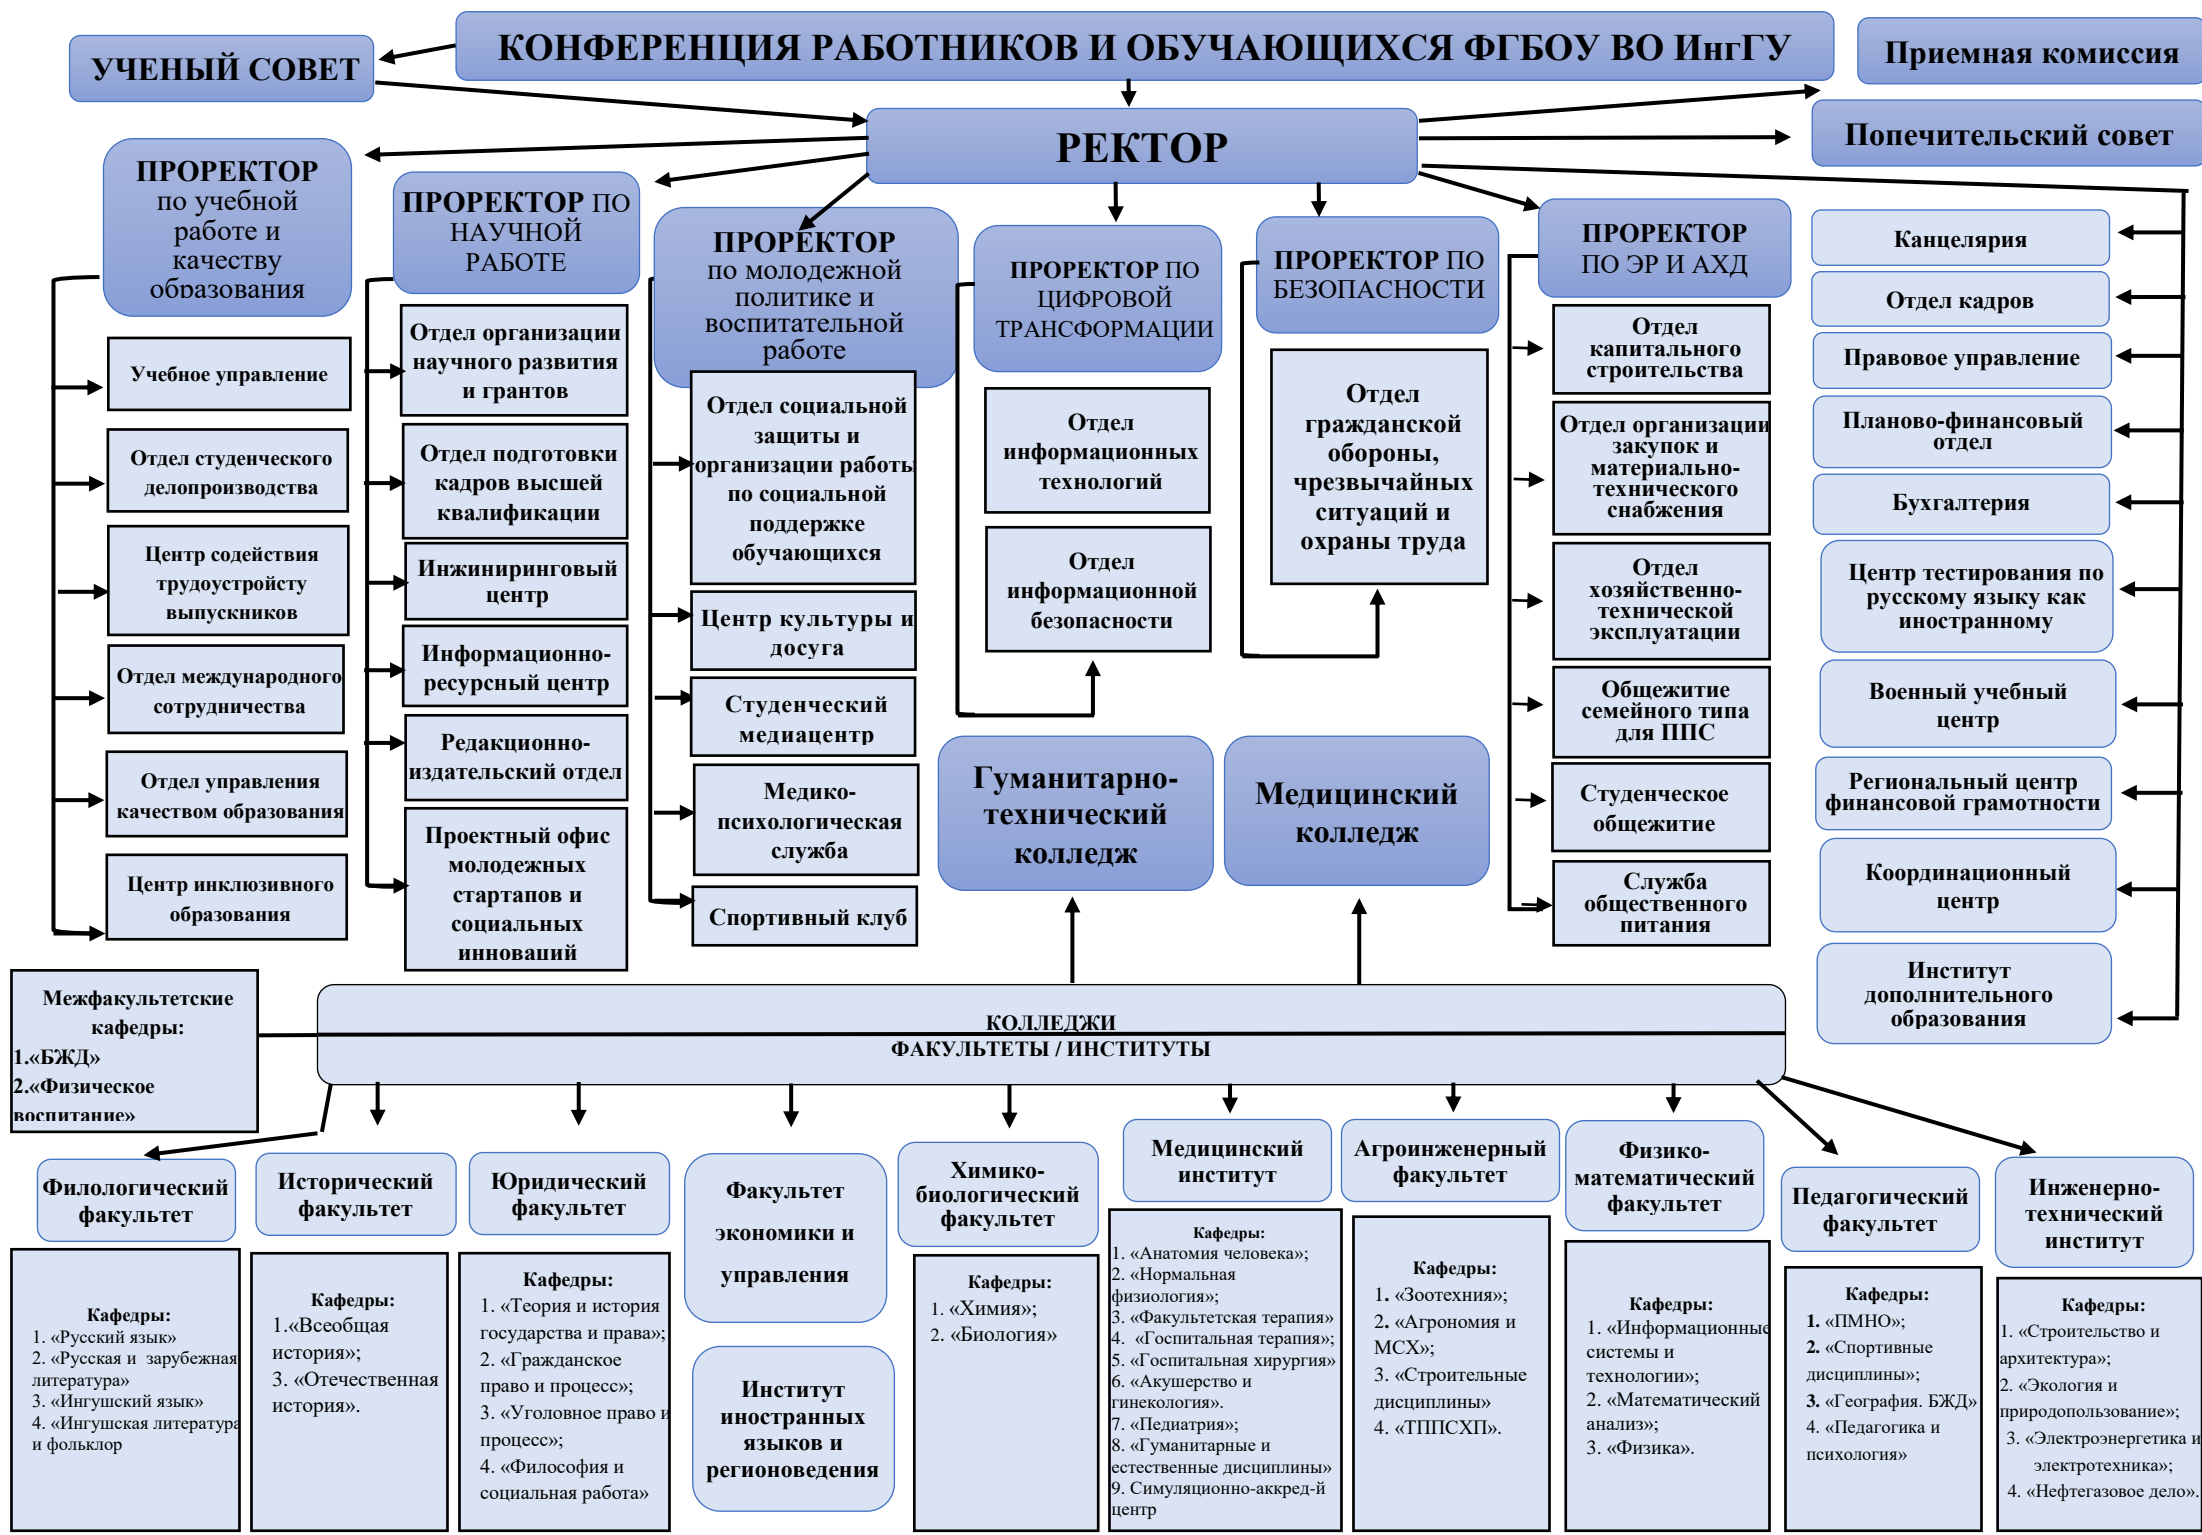 КОНФЕРЕНЦИЯ РАБОТНИКОВ И ОБУЧАЮЩИХСЯ ФГБОУ ВО ИнгГУ
УЧЕНЫЙ СОВЕТ
Приемная комиссия
Попечительский совет
РЕКТОР
ПРОРЕКТОР
по учебной
работе и
качеству
образования
Учебное управление
Отдел студенческого
делопроизводства
Центр содействия
трудоустройсту
выпускников
Отдел международного
сотрудничества
Отдел управления
качеством образования
Центр инклюзивного
образования
ПРОРЕКТОР ПО
НАУЧНОЙ
РАБОТЕ
Отдел организации
научного развития
и грантов
Отдел подготовки
кадров высшей
квалификации
Инжиниринговый
центр
Информационно-
ресурсный центр
Редакционно-
издательский отдел
Проектный офис
молодежных
стартапов и
социальных
инноваций
ПРОРЕКТОР
по молодежной
политике и
воспитательной
работе
Отдел социальной
защиты и
организации работы
по социальной
поддержке
обучающихся
Центр культуры и
досуга
Студенческий
медиацентр
Медико-
психологическая
служба
Спортивный клуб
ПРОРЕКТОР ПО
ЦИФРОВОЙ
ТРАНСФОРМАЦИИ
Отдел
информационных
технологий
Отдел
информационной
безопасности
ПРОРЕКТОР ПО
БЕЗОПАСНОСТИ
Отдел
гражданской
обороны,
чрезвычайных
ситуаций и
охраны труда
ПРОРЕКТОР
ПО ЭР И АХД
Отдел
капитального
строительства
Отдел организации
закупок и
материально-
технического
снабжения
Отдел
хозяйственно-
технической
эксплуатации
Общежитие
семейного типа
для ППС
Студенческое
общежитие
Служба
общественного
питания
Канцелярия
Отдел кадров
Правовое управление
Планово-финансовый
отдел
Бухгалтерия
Центр тестирования по
русскому языку как
иностранному
Военный учебный
центр
Региональный центр
финансовой грамотности
Координационный
центр
Институт
дополнительного
образования
Гуманитарно-
технический
колледж
Медицинский
колледж
Межфакультетские
кафедры:
1.«БЖД»
2.«Физическое
воспитание»
КОЛЛЕДЖИ
ФАКУЛЬТЕТЫ / ИНСТИТУТЫ
Филологический
факультет
Кафедры:
1. «Русский язык»
2. «Русская и зарубежная
литература»
3. «Ингушский язык»
4. «Ингушская литература
и фольклор
Исторический
факультет
Кафедры:
1.«Всеобщая
история»;
3. «Отечественная
история».
Юридический
факультет
Кафедры:
1. «Теория и история
государства и права»;
2. «Гражданское
право и процесс»;
3. «Уголовное право и
процесс»;
4. «Философия и
социальная работа»
Факультет
экономики и
управления
Институт
иностранных
языков и
регионоведения
Химико-
биологический
факультет
Кафедры:
1. «Химия»;
2. «Биология»
Медицинский
институт
Кафедры:
1. «Анатомия человека»;
2. «Нормальная
физиология»;
3. «Факультетская терапия»
4. «Госпитальная терапия»;
5. «Госпитальная хирургия»
6. «Акушерство и
гинекология».
7. «Педиатрия»;
8. «Гуманитарные и
естественные дисциплины»
9. Симуляционно-аккред-й
центр
Агроинженерный
факультет
Кафедры:
1. «Зоотехния»;
2. «Агрономия и
МСХ»;
3. «Строительные
дисциплины»
4. «ТППСХП».
Физико-
математический
факультет
Кафедры:
1. «Информационные
системы и
технологии»;
2. «Математический
анализ»;
3. «Физика».
Педагогический
факультет
Кафедры:
1. «ПМНО»;
2. «Спортивные
дисциплины»;
3. «География. БЖД»
4. «Педагогика и
психология»
Инженерно-
технический
институт
Кафедры:
1. «Строительство и
архитектура»;
2. «Экология и
природопользование»;
3. «Электроэнергетика и
электротехника»;
4. «Нефтегазовое дело».